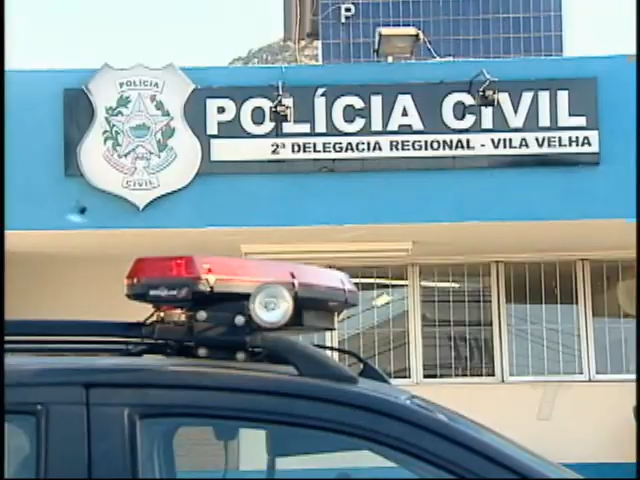 P
POLÍCIA
CIVIL
POLÍCIA CIVIL
2ª DELEGACIA REGIONAL - VILA VELHA